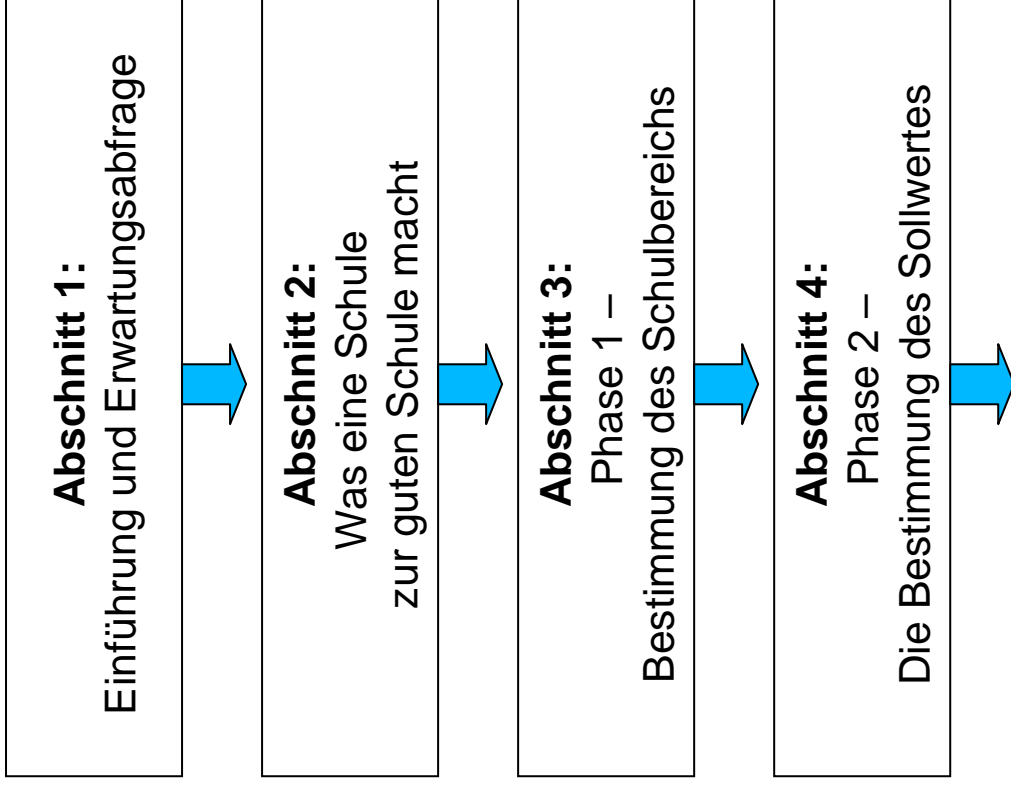 Abschnitt 1:
Einführung und Erwartungsabfrage
Abschnitt 2:
Was eine Schule
zur guten Schule macht
Abschnitt 3:
Phase 1 –
Bestimmung des Schulbereichs
Abschnitt 4:
Phase 2 –
Die Bestimmung des Sollwertes